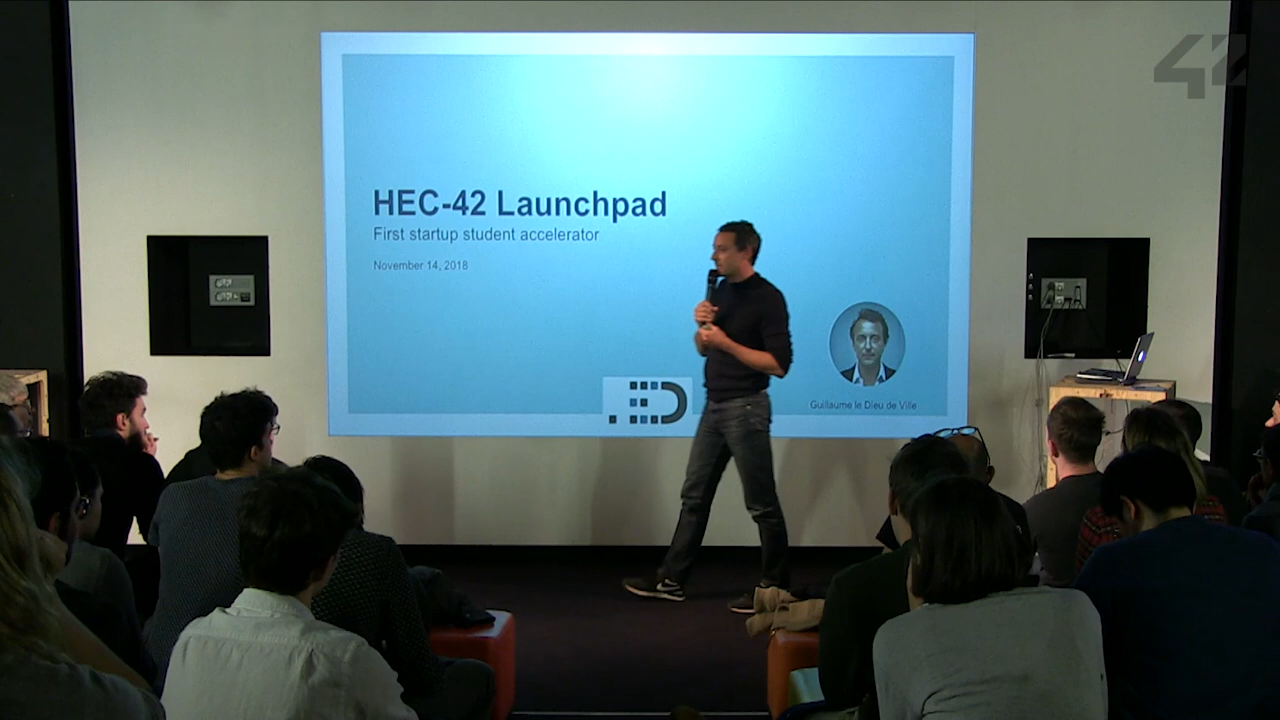 42
HEC-42 Launchpad
First startup student accelerator
November 14, 2018
Guillaume le Dieu de Ville